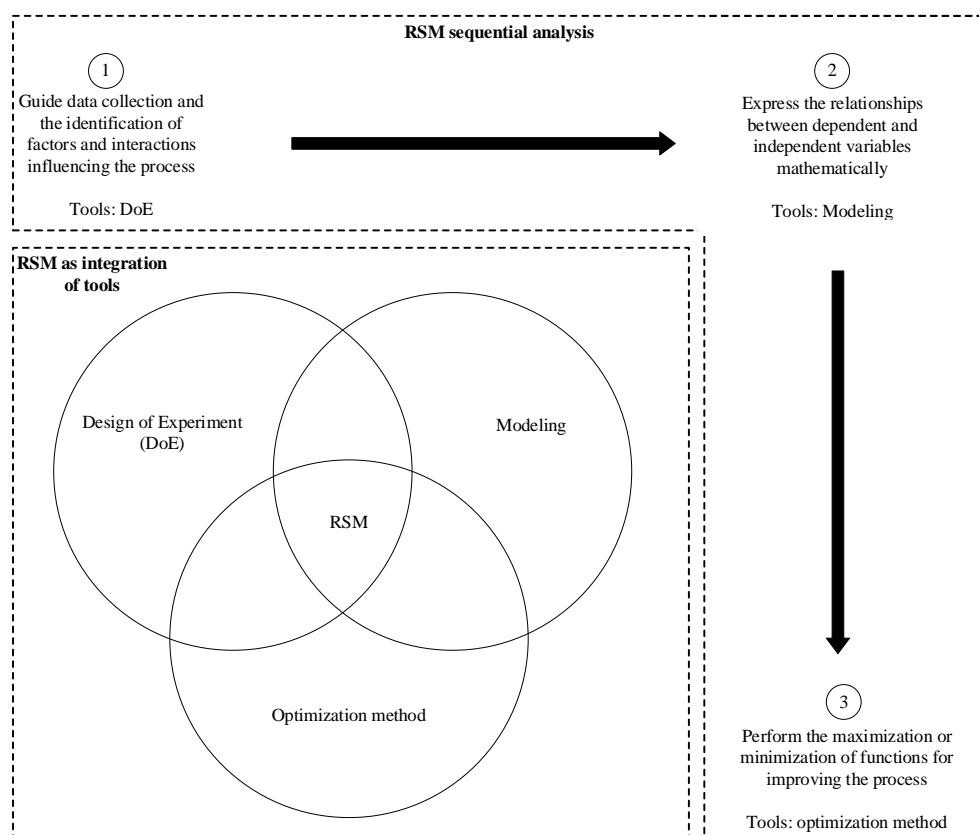 RSM sequential analysis
1
Guide data collection and
the identification of
factors and interactions
influencing the process
Tools: DoE
2
Express the relationships
between dependent and
independent variables
mathematically
Tools: Modeling
RSM as integration
of tools
Design of Experiment
(DoE)
Modeling
RSM
Optimization method
3
Perform the maximization or
minimization of functions for
improving the process
Tools: optimization method